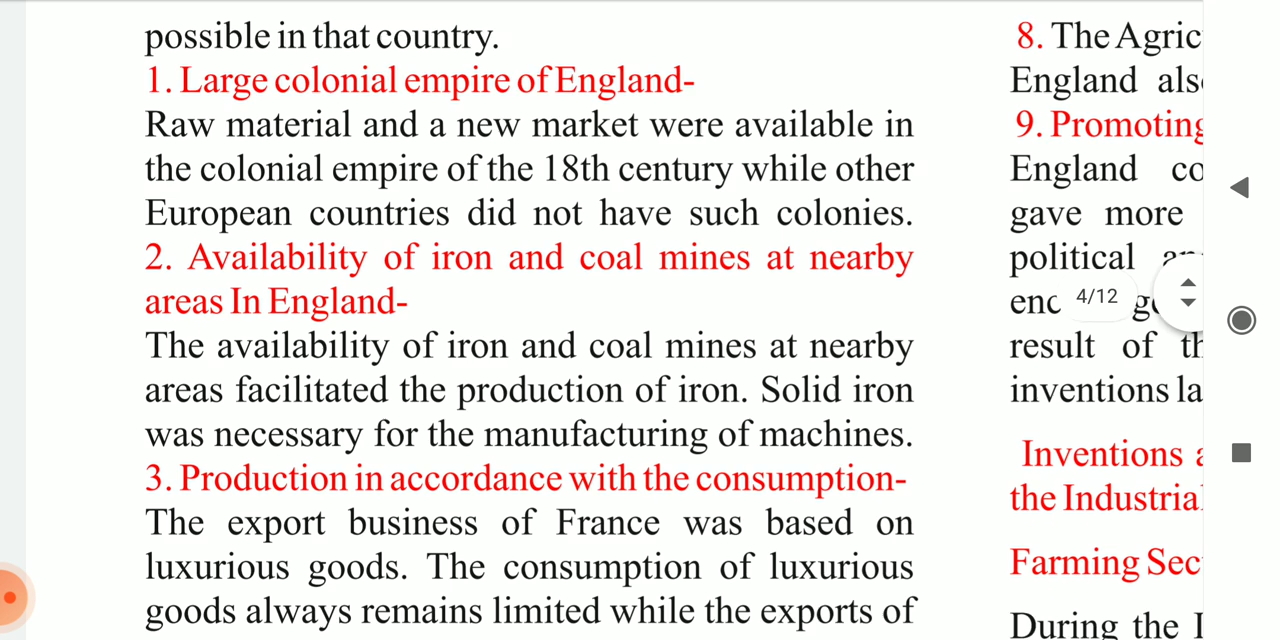 possible in that country.
1. Large colonial empire of England-
Raw material and a new market were available in
the colonial empire of the 18th century while other
European countries did not have such colonies.
2. Availability of iron and coal mines at nearby
areas In England-
The availability of iron and coal mines at nearby
areas facilitated the production of iron. Solid iron
was necessary for the manufacturing of machines.
3. Production in accordance with the consumption-
The export business of France was based on
luxurious goods. The consumption of luxurious
goods always remains limited while the exports of
8. The Agric
England als
9. Promoting
England co
gave more
political
enc
result of th
inventions la
Inventions
the Industrial
Farming Sec
During the I
4/12